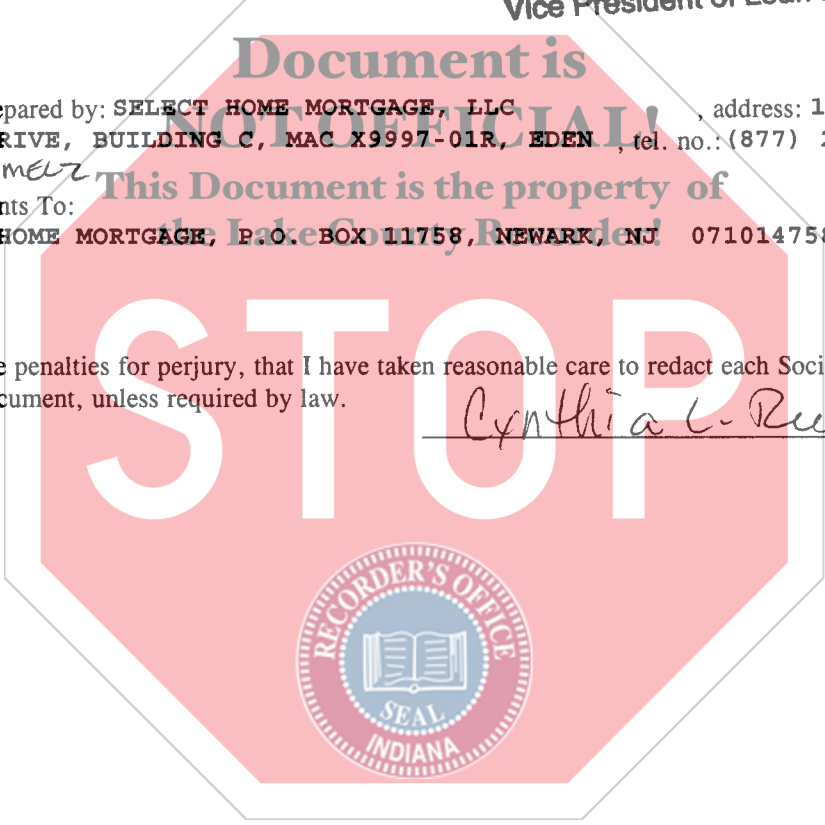 Vice President of Loan
Document is
epared by: SELECT HOME MORTGAGE, LLC , address: 1
NOT OFFICIAL!
RIVE, BUILDING C, MAC X9997-01R, EDEN , tel. no.: (877) 2
This Document is the property of
nts To:
the Lake County Recorder!
HOME MORTGAGE, P.O. BOX 11758, NEWARK, NJ 071014758
STOP
e penalties for perjury, that I have taken reasonable care to redact each Soci
cument, unless required by law.
Cynthia L.
RECORDER'S OFFICE
SEAL
INDIANA